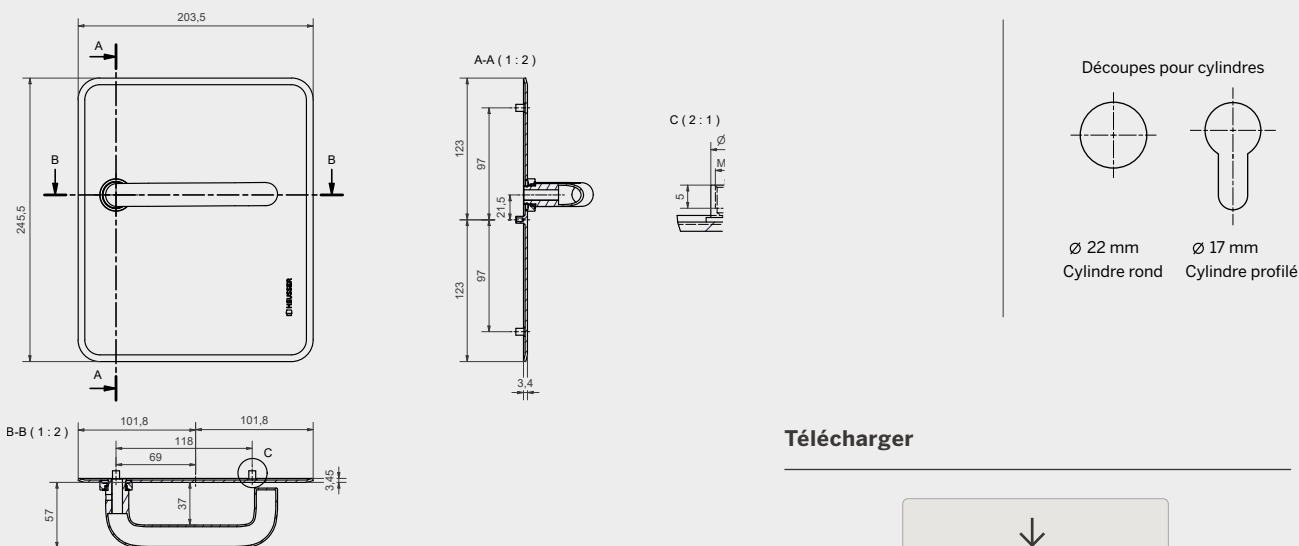 203,5
A
A-A ( 1 : 2 )
Découpes pour cylindres
C ( 2 : 1 )
Ø
M
B
B
123
97
245,5
21,5
5
Ø 22 mm
Ø 17 mm
Cylindre rond
Cylindre profilé
HEUSSER
123
97
A
3,4
B-B ( 1 : 2 )
101,8
101,8
118
C
69
Télécharger
3,45
57
37